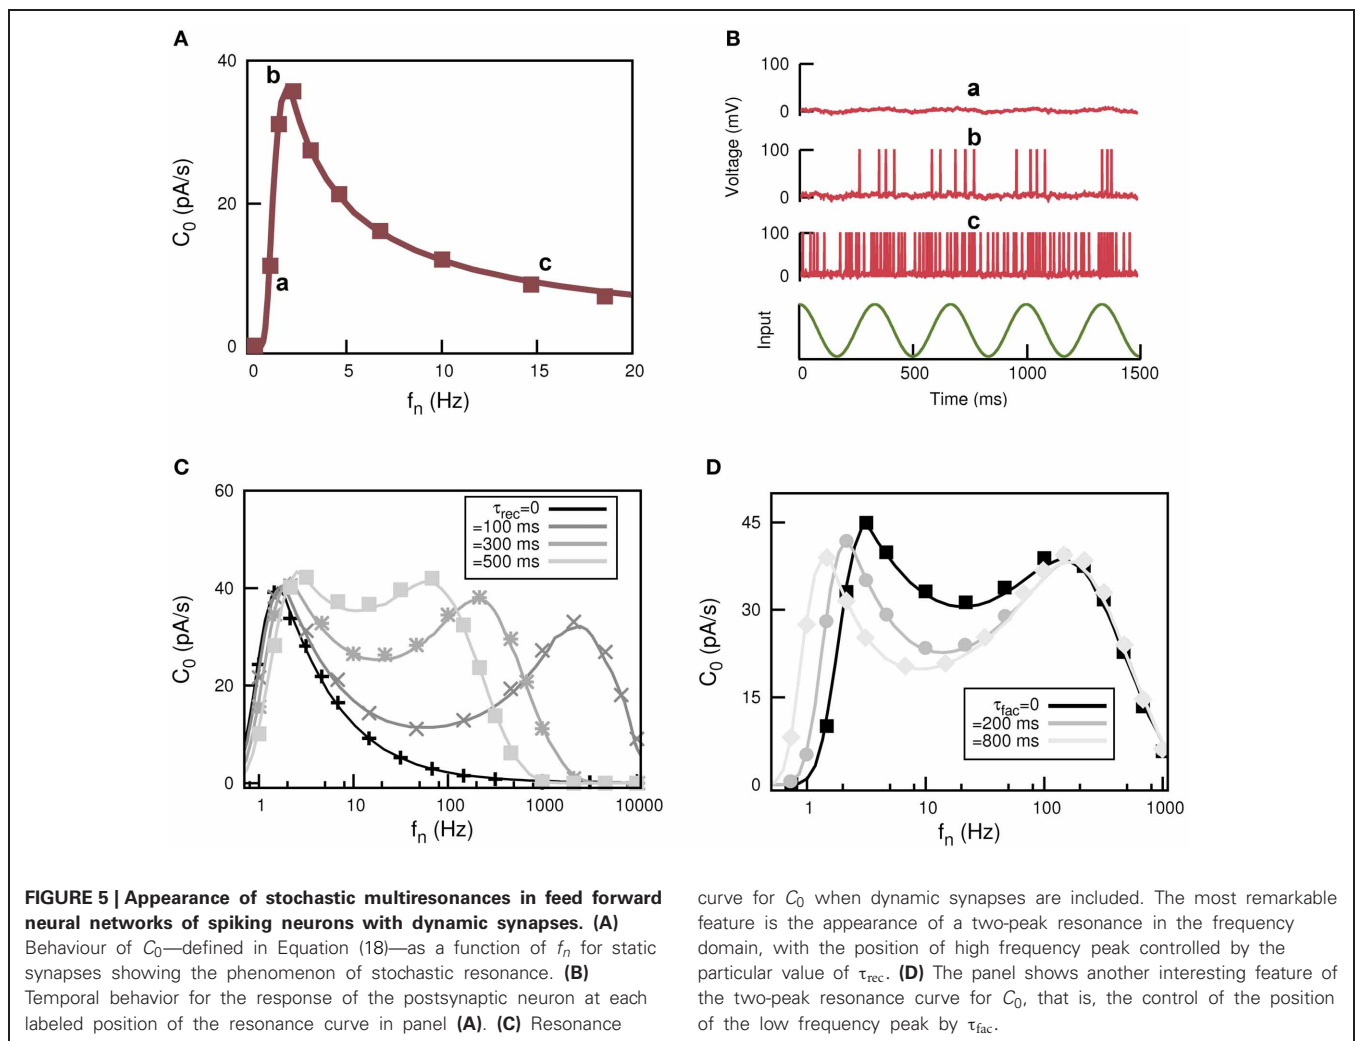 A
40
20
0
C0 (pA/s)
b
a
c
0 5 10 15 20
fn (Hz)
B
100
0
a
100
0
b
100
0
c
Voltage (mV)
Input
0 500 1000 1500
Time (ms)
C
60
40
20
0
C0 (pA/s)
τrec=0
=100 ms
=300 ms
=500 ms
1 10 100 1000 10000
fn (Hz)
D
45
30
15
0
C0 (pA/s)
τfac=0
=200 ms
=800 ms
1 10 100 1000
fn (Hz)
FIGURE 5 | Appearance of stochastic multiresonances in feed forward
neural networks of spiking neurons with dynamic synapses. (A)
Behaviour of C0—defined in Equation (18)—as a function of fn for static
synapses showing the phenomenon of stochastic resonance. (B)
Temporal behavior for the response of the postsynaptic neuron at each
labeled position of the resonance curve in panel (A). (C) Resonance
curve for C0 when dynamic synapses are included. The most remarkable
feature is the appearance of a two-peak resonance in the frequency
domain, with the position of high frequency peak controlled by the
particular value of τrec. (D) The panel shows another interesting feature of
the two-peak resonance curve for C0, that is, the control of the position
of the low frequency peak by τfac.